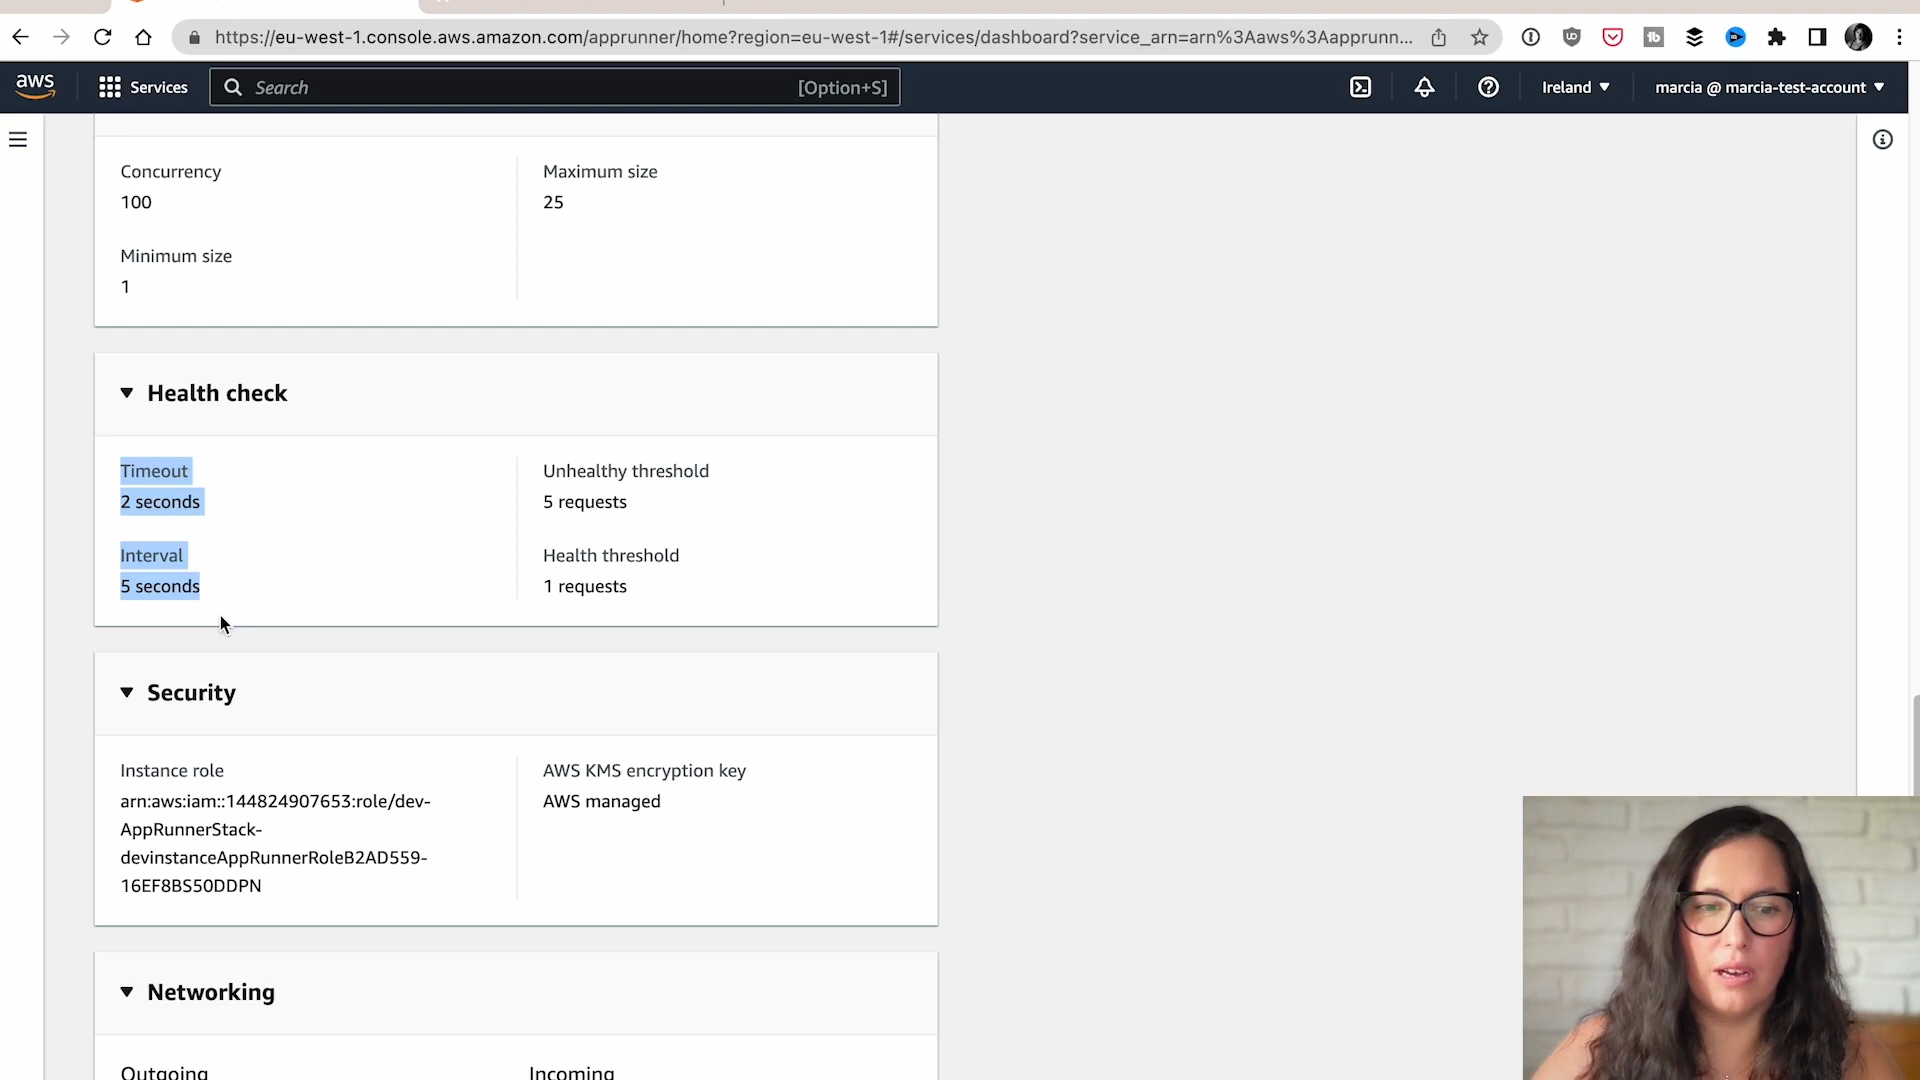 https://eu-west-1.console.aws.amazon.com/apprunner/home?region=eu-west-1#/services/dashboard?service_arn=arn%3Aaws%3Aapprunn...
aws
Services
Search
[Option+S]
Ireland
marcia @ marcia-test-account
Concurrency
100
Maximum size
25
Minimum size
1
Health check
Timeout
2 seconds
Unhealthy threshold
5 requests
Interval
5 seconds
Health threshold
1 requests
Security
Instance role
arn:aws:iam::144824907653:role/dev-
AppRunnerStack-
devinstanceAppRunnerRoleB2AD559-
16EF8BS50DDPN
AWS KMS encryption key
AWS managed
Networking
Outgoing
Incoming